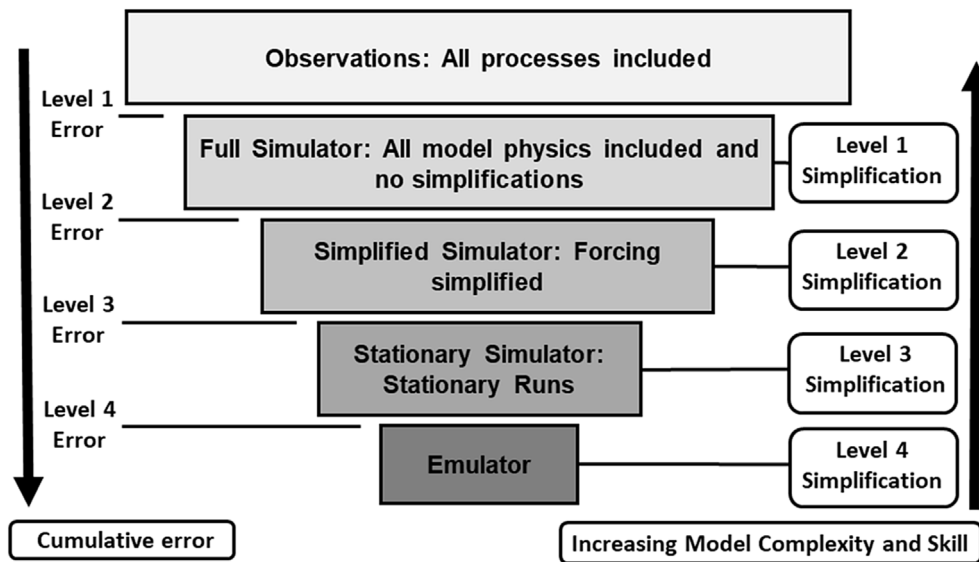 Observations: All processes included
Level 1
Error
Full Simulator: All model physics included and
no simplifications
Level 1
Simplification
Level 2
Error
Simplified Simulator: Forcing
simplified
Level 2
Simplification
Level 3
Error
Stationary Simulator:
Stationary Runs
Level 3
Simplification
Level 4
Error
Emulator
Level 4
Simplification
Cumulative error
Increasing Model Complexity and Skill